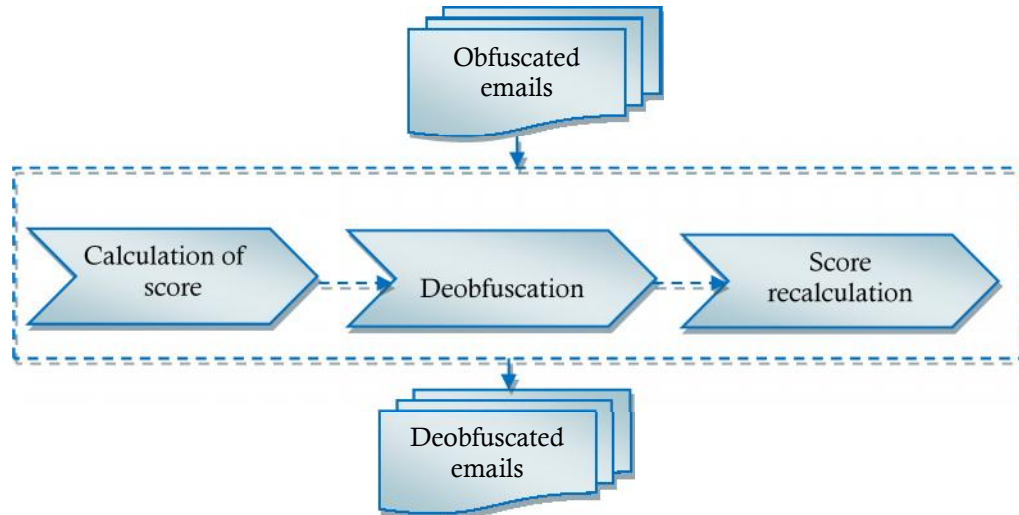 Obfuscated
emails
Calculation of
score
Deobfuscation
Score
recalculation
Deobfuscated
emails